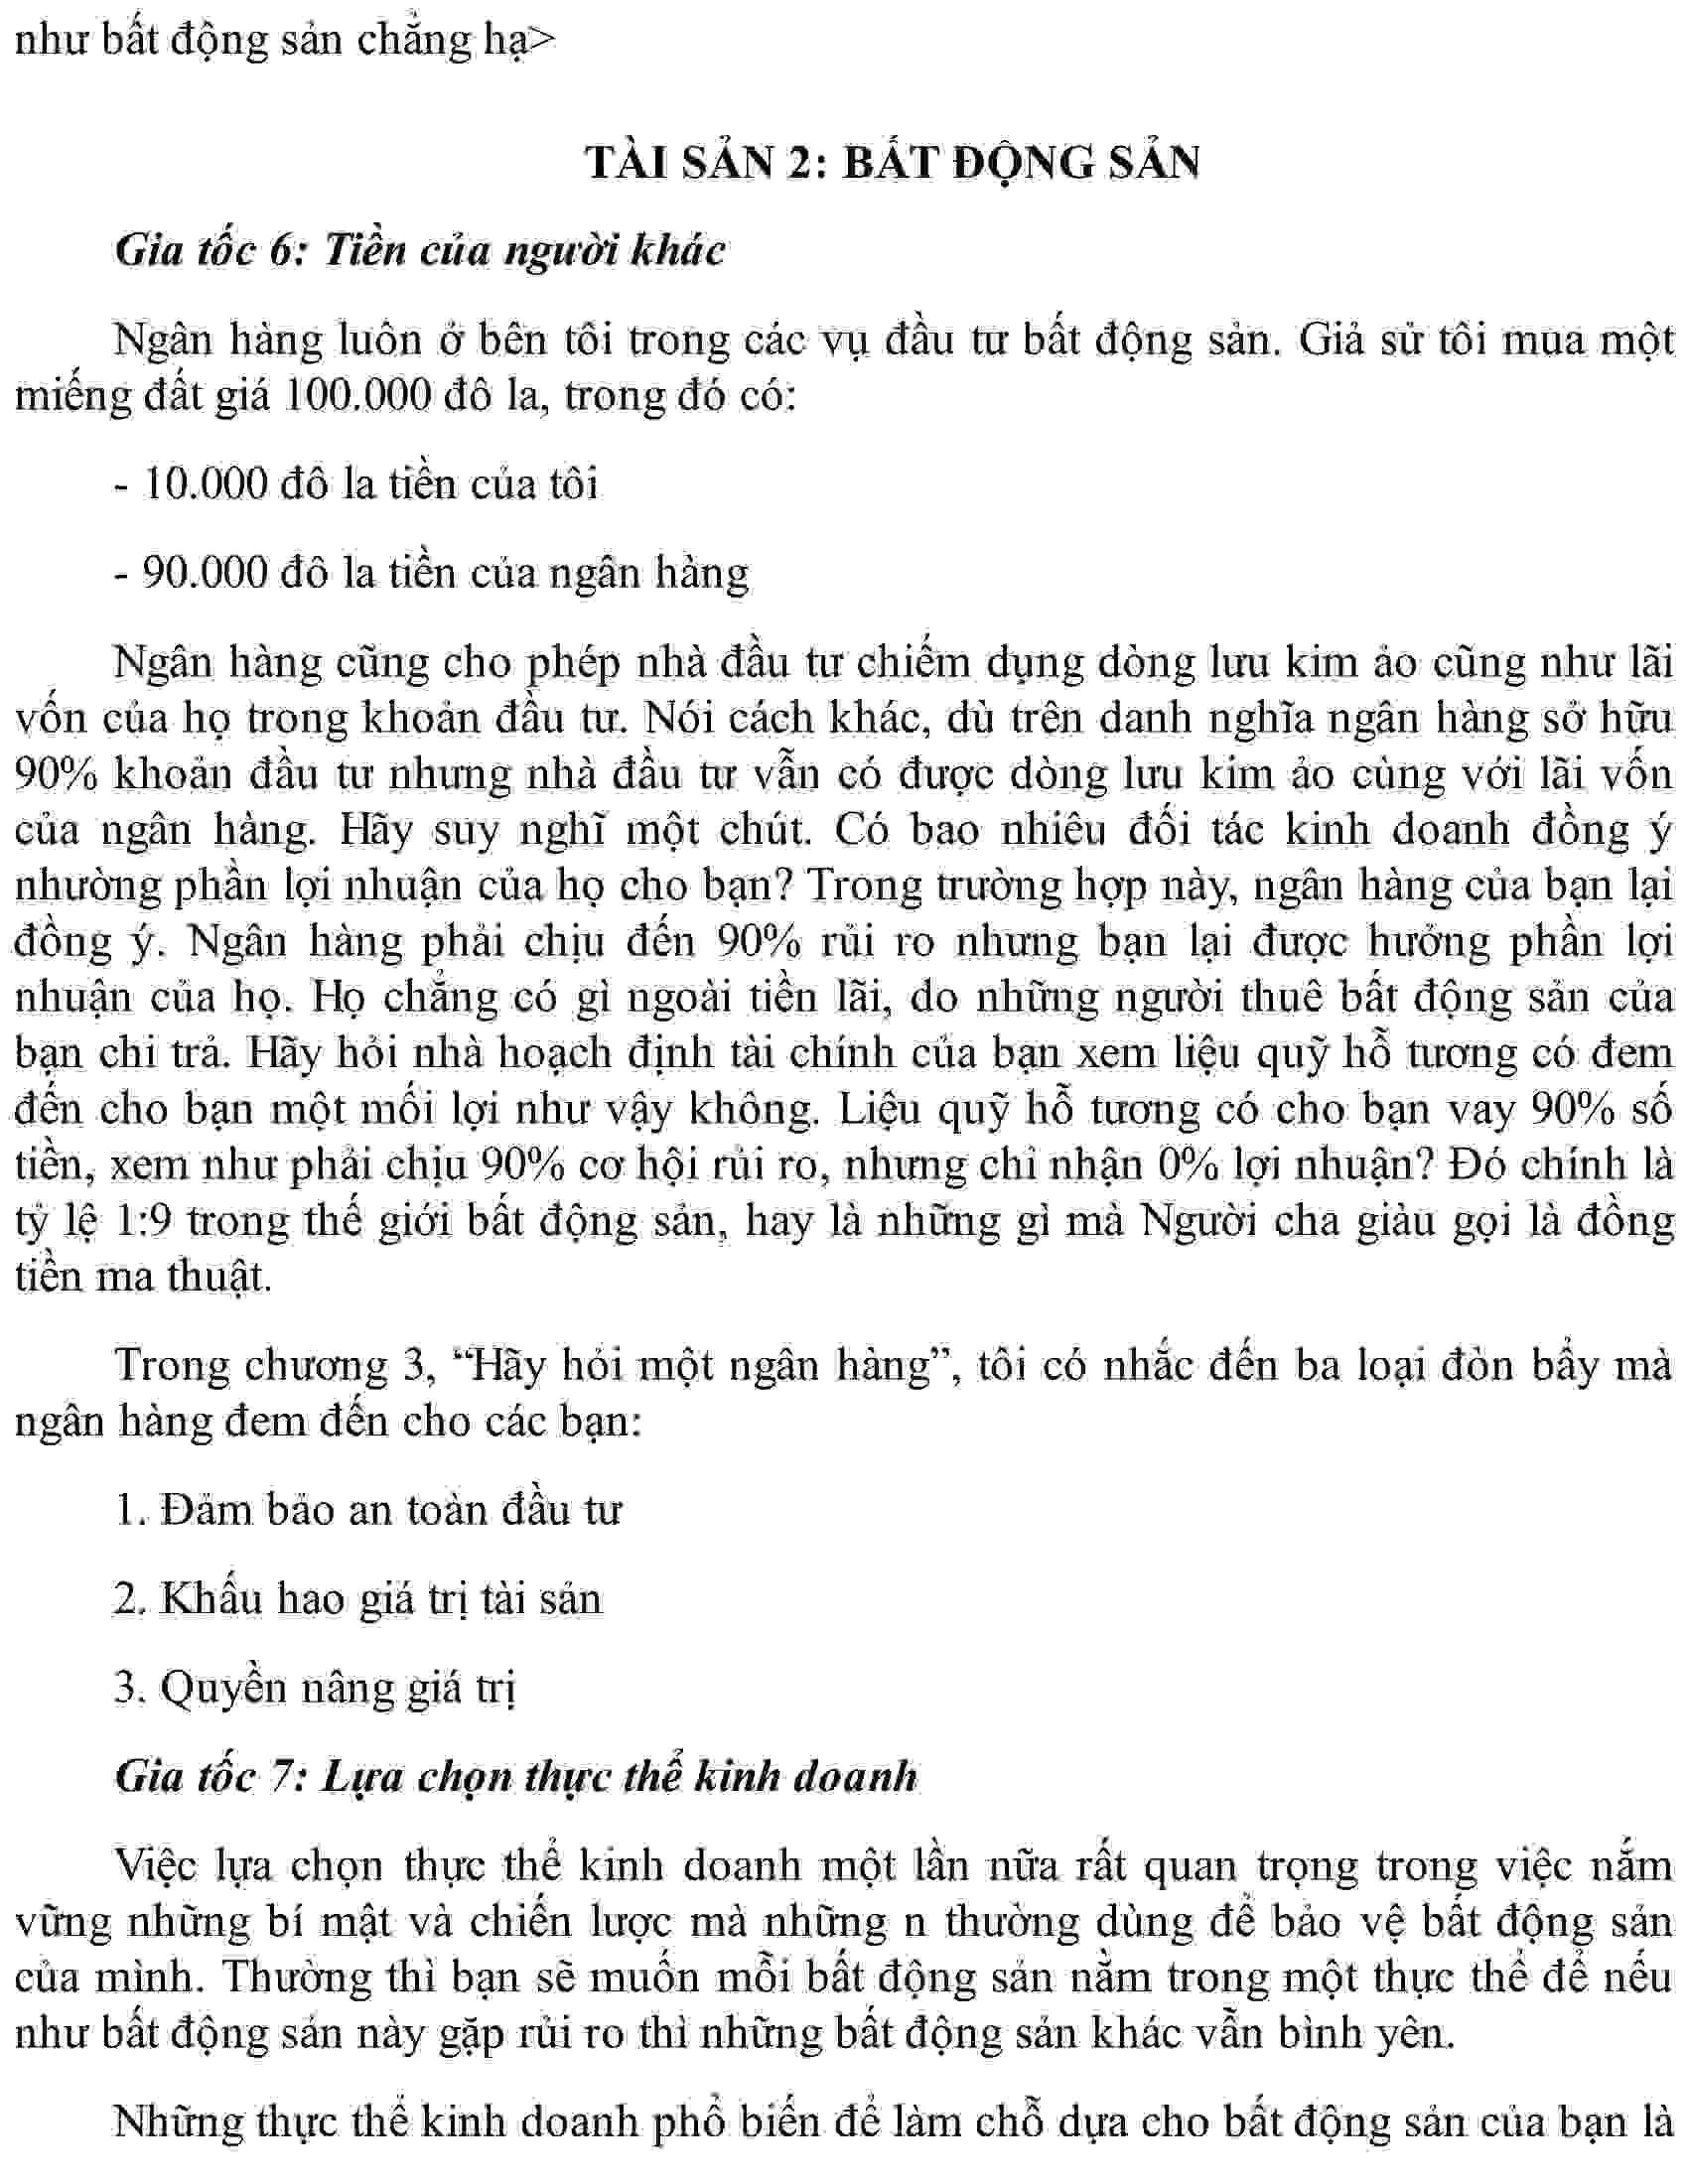 như bất động sản chẳng hạ>
TÀI SẢN 2: BẤT ĐỘNG SẢN
Gia tốc 6: Tiền của người khác
Ngân hàng luôn ở bên tôi trong các vụ đầu tư bất động sản. Giả sử tôi mua một
miếng đất giá 100.000 đô la, trong đó có:
- 10.000 đô la tiền của tôi
- 90.000 đô la tiền của ngân hàng
Ngân hàng cũng cho phép nhà đầu tư chiếm dụng dòng lưu kim ảo cũng như lãi
vốn của họ trong khoản đầu tư. Nói cách khác, dù trên danh nghĩa ngân hàng sở hữu
90% khoản đầu tư nhưng nhà đầu tư vẫn có được dòng lưu kim ảo cùng với lãi vốn
của ngân hàng. Hãy suy nghĩ một chút. Có bao nhiêu đối tác kinh doanh đồng ý
nhường phần lợi nhuận của họ cho bạn? Trong trường hợp này, ngân hàng của bạn lại
đồng ý. Ngân hàng phải chịu đến 90% rủi ro nhưng bạn lại được hưởng phần lợi
nhuận của họ. Họ chẳng có gì ngoài tiền lãi, do những người thuê bất động sản của
bạn chi trả. Hãy hỏi nhà hoạch định tài chính của bạn xem liệu quỹ hỗ tương có đem
đến cho bạn một mối lợi như vậy không. Liệu quỹ hỗ tương có cho bạn vay 90% số
tiền, xem như phải chịu 90% cơ hội rủi ro, nhưng chỉ nhận 0% lợi nhuận? Đó chính là
tỷ lệ 1:9 trong thế giới bất động sản, hay là những gì mà Người cha giàu gọi là đồng
tiền ma thuật.
Trong chương 3, “Hãy hỏi một ngân hàng”, tôi có nhắc đến ba loại đòn bẩy mà
ngân hàng đem đến cho các bạn:
1. Đảm bảo an toàn đầu tư
2. Khấu hao giá trị tài sản
3. Quyền nâng giá trị
Gia tốc 7: Lựa chọn thực thể kinh doanh
Việc lựa chọn thực thể kinh doanh một lần nữa rất quan trọng trong việc nắm
vững những bí mật và chiến lược mà những n thường dùng để bảo vệ bất động sản
của mình. Thường thì bạn sẽ muốn mỗi bất động sản nằm trong một thực thể để nếu
như bất động sản này gặp rủi ro thì những bất động sản khác vẫn bình yên.
Những thực thể kinh doanh phổ biến để làm chỗ dựa cho bất động sản của bạn là